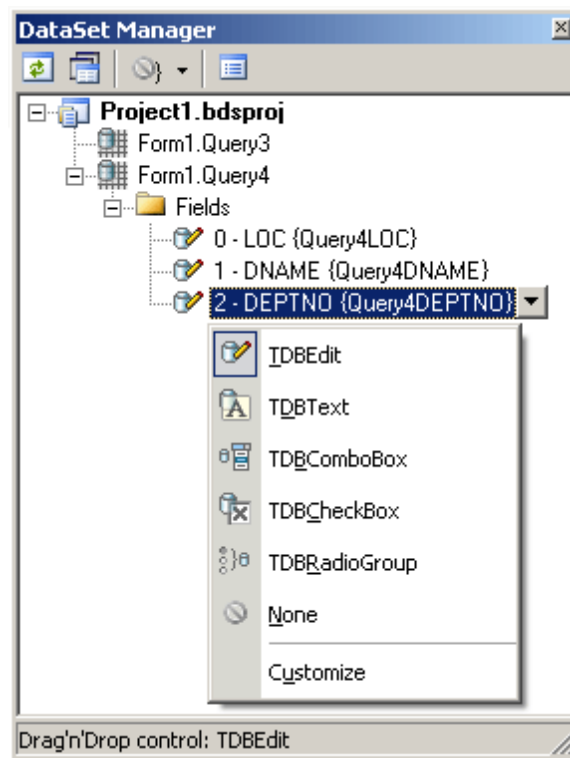 DataSet Manager
Project1.bdsproj
Form1.Query3
Form1.Query4
Fields
0 - LOC {Query4LOC}
1 - DNAME {Query4DNAME}
2 - DEPTNO {Query4DEPTNO}
TDBEdit
TDBText
TDBComboBox
TDBCheckBox
TDBRadioGroup
None
Customize
Drag'n'Drop control: TDBEdit